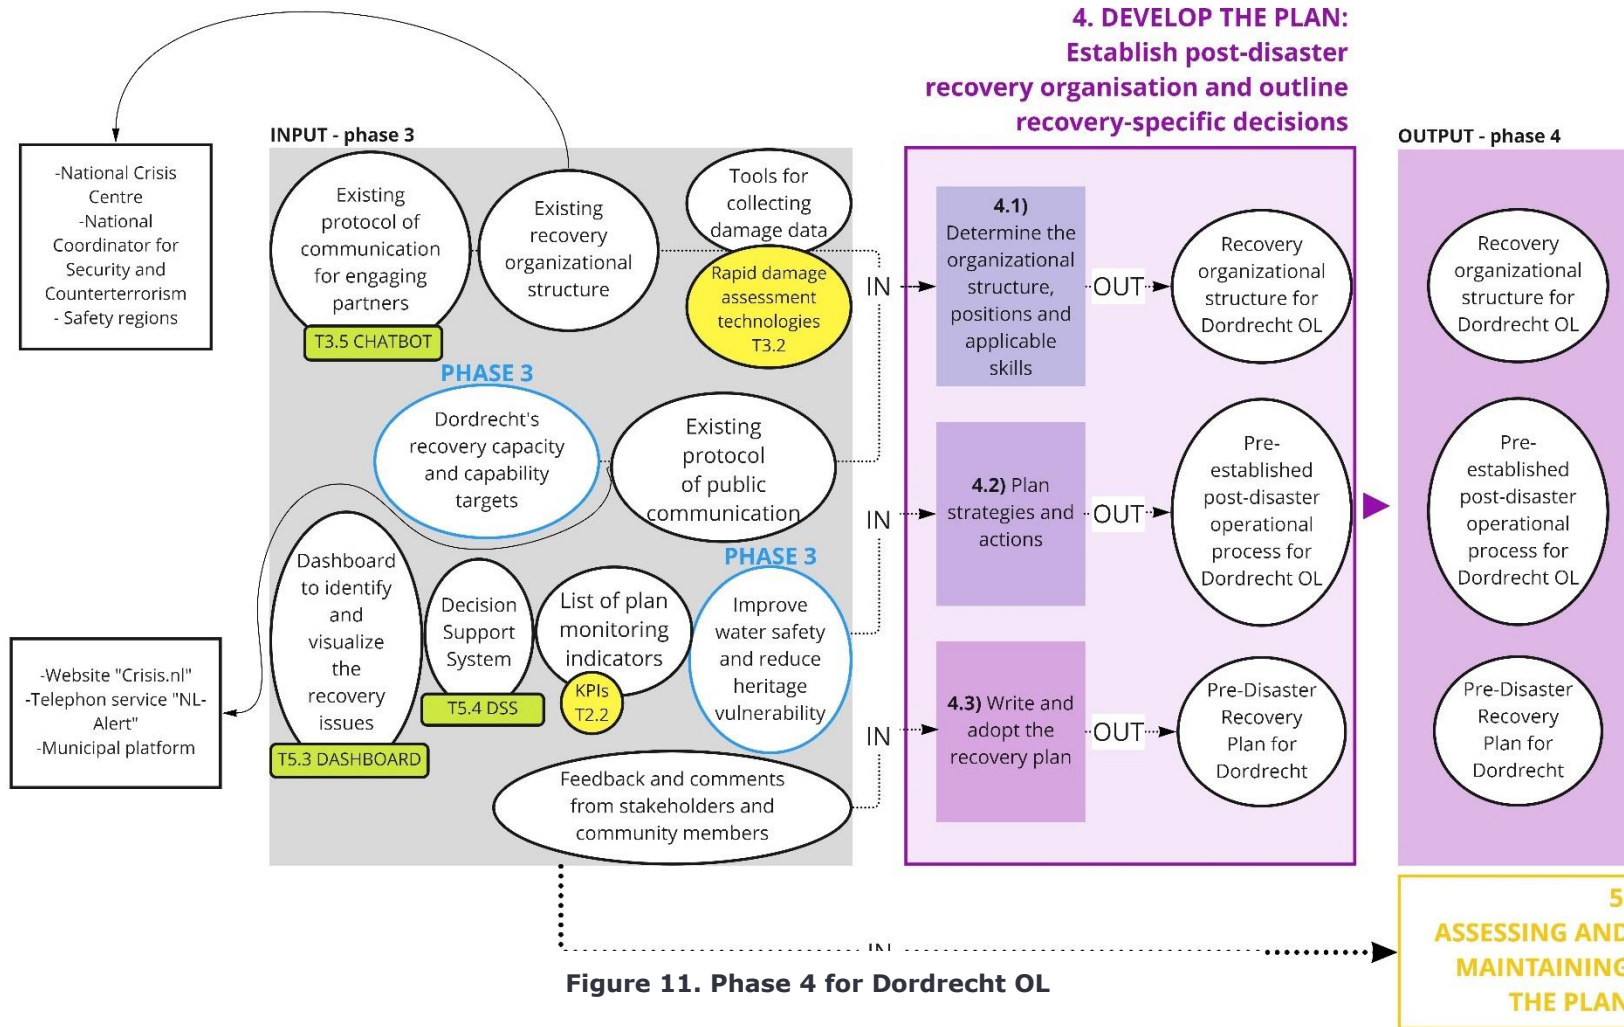 4. DEVELOP THE PLAN:
Establish post-disaster
recovery organisation and outline
recovery-specific decisions
INPUT - phase 3
OUTPUT - phase 4
-National Crisis
Centre
-National
Coordinator for
Security and
Counterterrorism
- Safety regions
Existing
protocol of
communication
for engaging
partners
T3.5 CHATBOT
Existing
recovery
organizational
structure
Tools for
collecting
damage data
Rapid damage
assessment
technologies
T3.2
IN
4.1)
Determine the
organizational
structure,
positions and
applicable
skills
OUT
Recovery
organizational
structure for
Dordrecht OL
Recovery
organizational
structure for
Dordrecht OL
PHASE 3
Dordrecht's
recovery capacity
and capability
targets
Existing
protocol
of public
communication
IN
4.2) Plan
strategies and
actions
OUT
Pre-
established
post-disaster
operational
process for
Dordrecht OL
Pre-
established
post-disaster
operational
process for
Dordrecht OL
-Website "Crisis.nl"
-Telephon service "NL-
Alert"
-Municipal platform
Dashboard
to identify
and
visualize
the
recovery
issues
T5.3 DASHBOARD
Decision
Support
System
T5.4 DSS
List of plan
monitoring
indicators
KPIs
T2.2
PHASE 3
Improve
water safety
and reduce
heritage
vulnerability
IN
4.3) Write and
adopt the
recovery plan
OUT
Pre-Disaster
Recovery
Plan for
Dordrecht
Pre-Disaster
Recovery
Plan for
Dordrecht
Feedback and comments
from stakeholders and
community members
IN
5.
ASSESSING AND
MAINTAINING
THE PLAN
Figure 11. Phase 4 for Dordrecht OL